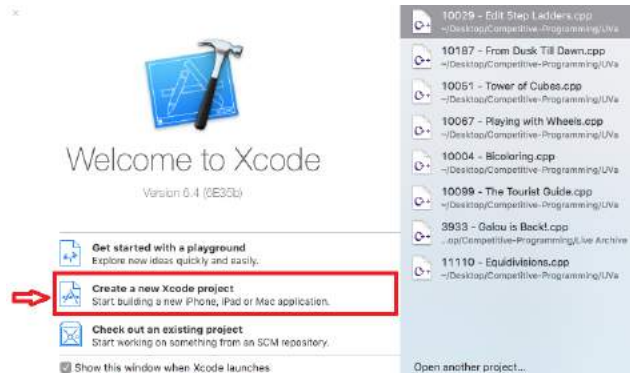 Welcome to Xcode
Version 6.4 (6E35b)
Get started with a playground
Explore new ideas quickly and easily.
Create a new Xcode project
Start building a new iPhone, iPad or Mac application.
Check out an existing project
Start working on something from an SCM repository.
Show this window when Xcode launches
10029 - Edit Step Ladders.cpp
~/Desktop/Competitive-Programming/UVa
10187 - From Dusk Till Dawn.cpp
~/Desktop/Competitive-Programming/UVa
10051 - Tower of Cubes.cpp
~/Desktop/Competitive-Programming/UVa
10067 - Playing with Wheels.cpp
~/Desktop/Competitive-Programming/UVa
10004 - Bicoloring.cpp
~/Desktop/Competitive-Programming/UVa
10099 - The Tourist Guide.cpp
~/Desktop/Competitive-Programming/UVa
3933 - Galou is Back!.cpp
...op/Competitive-Programming/Live Archive
11110 - Equidivisions.cpp
~/Desktop/Competitive-Programming/UVa
Open another project...